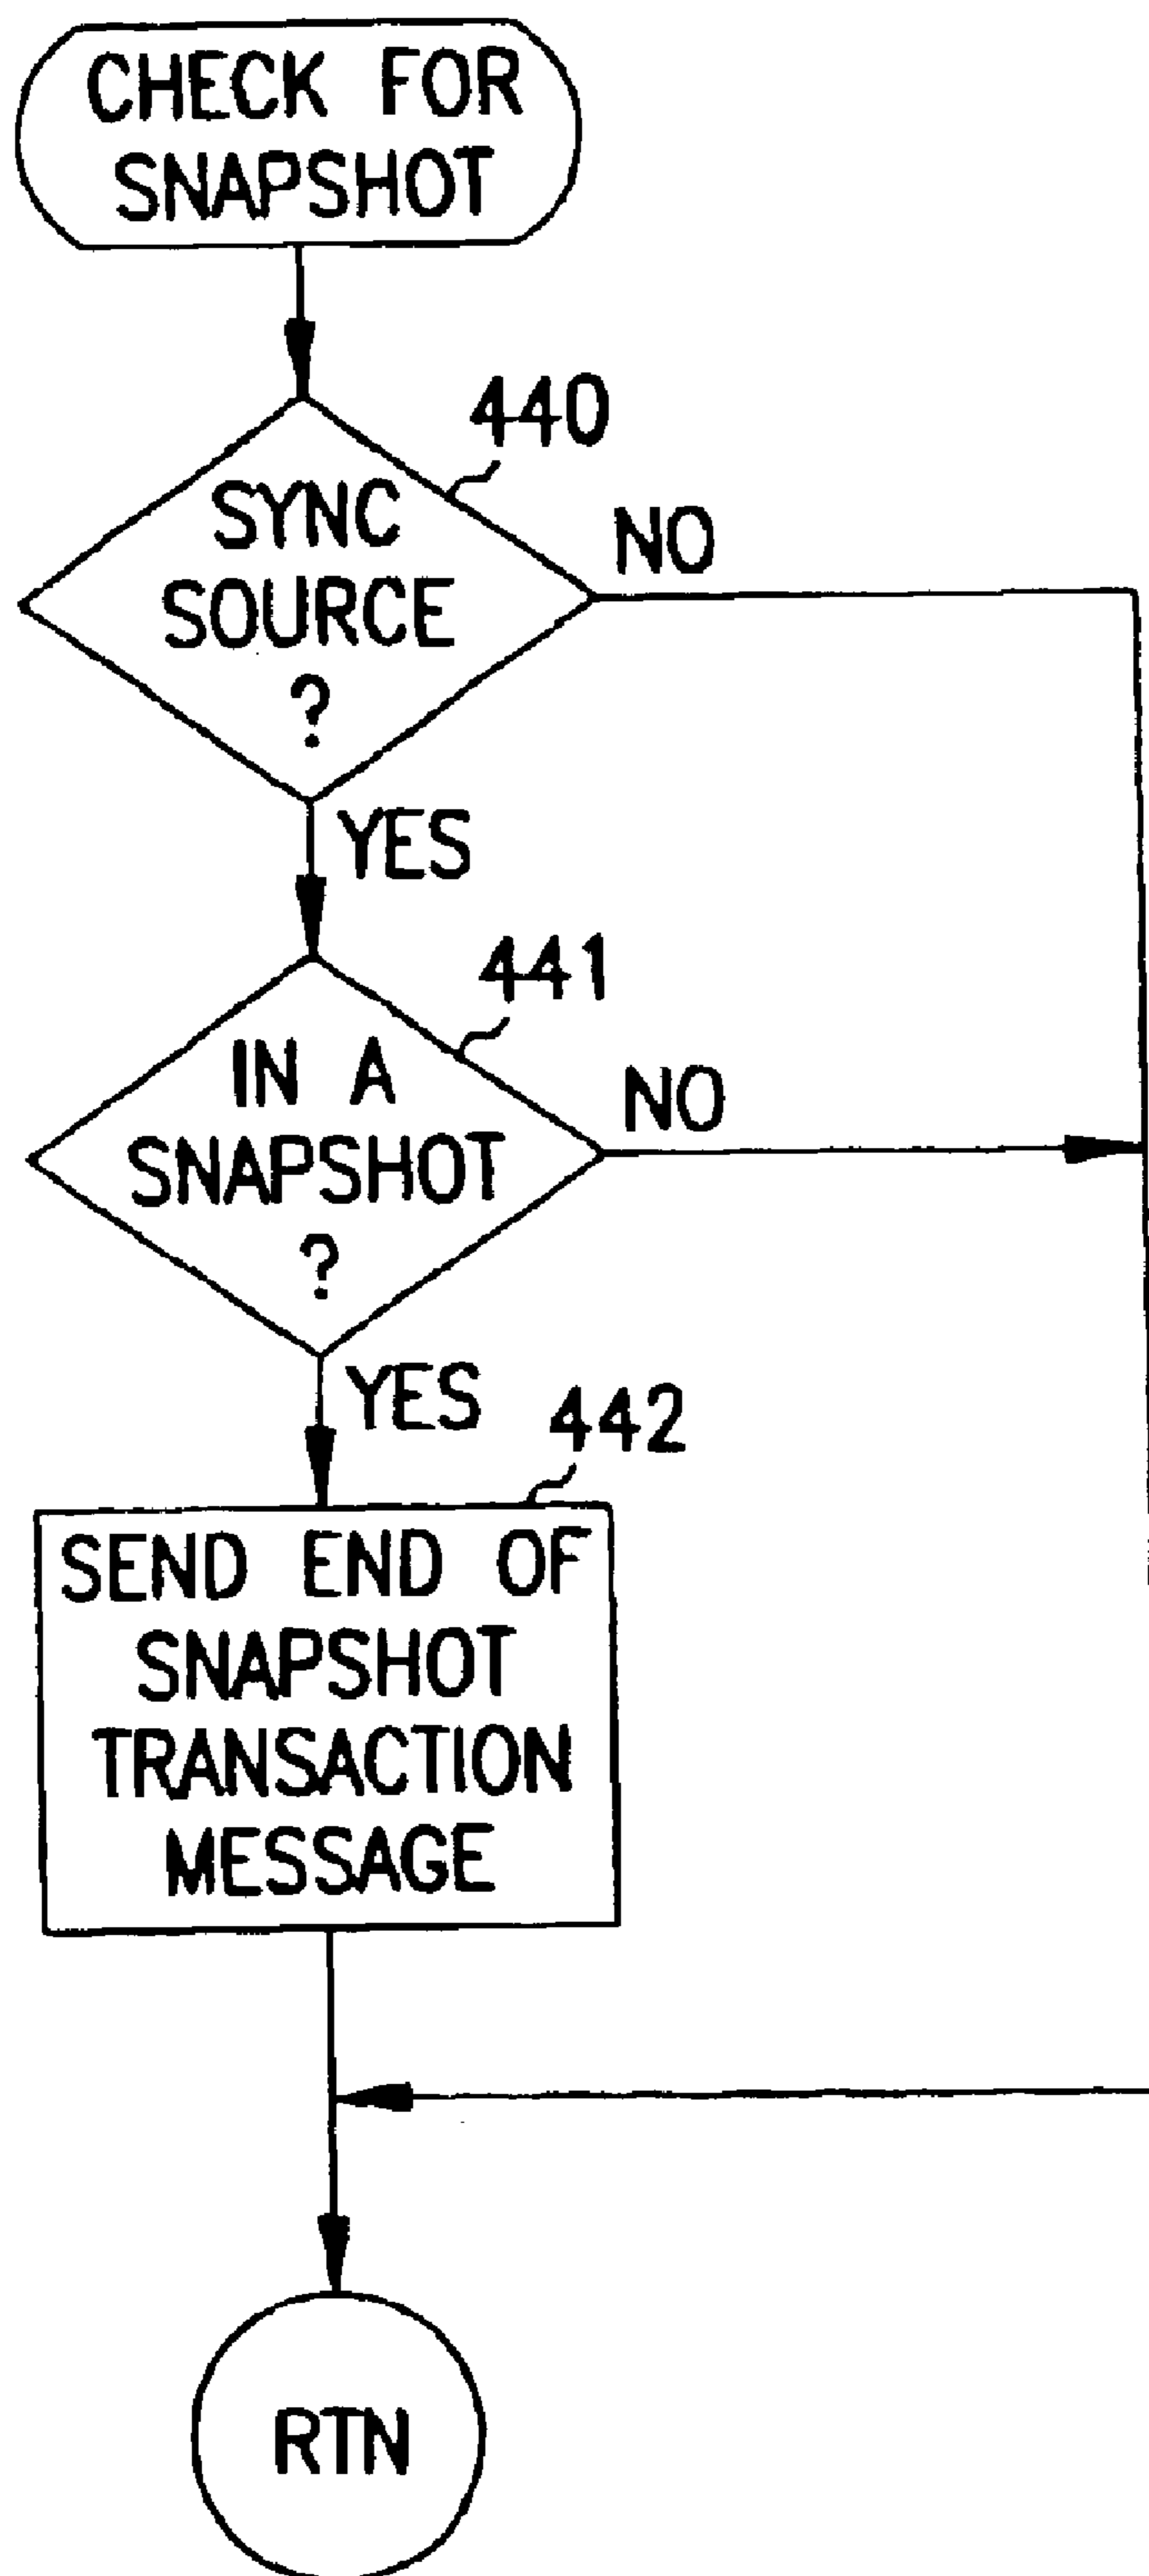 CHECK FOR
SNAPSHOT
440
SYNC
SOURCE
?
NO
YES
441
IN A
SNAPSHOT
?
NO
YES
442
SEND END OF
SNAPSHOT
TRANSACTION
MESSAGE
RTN